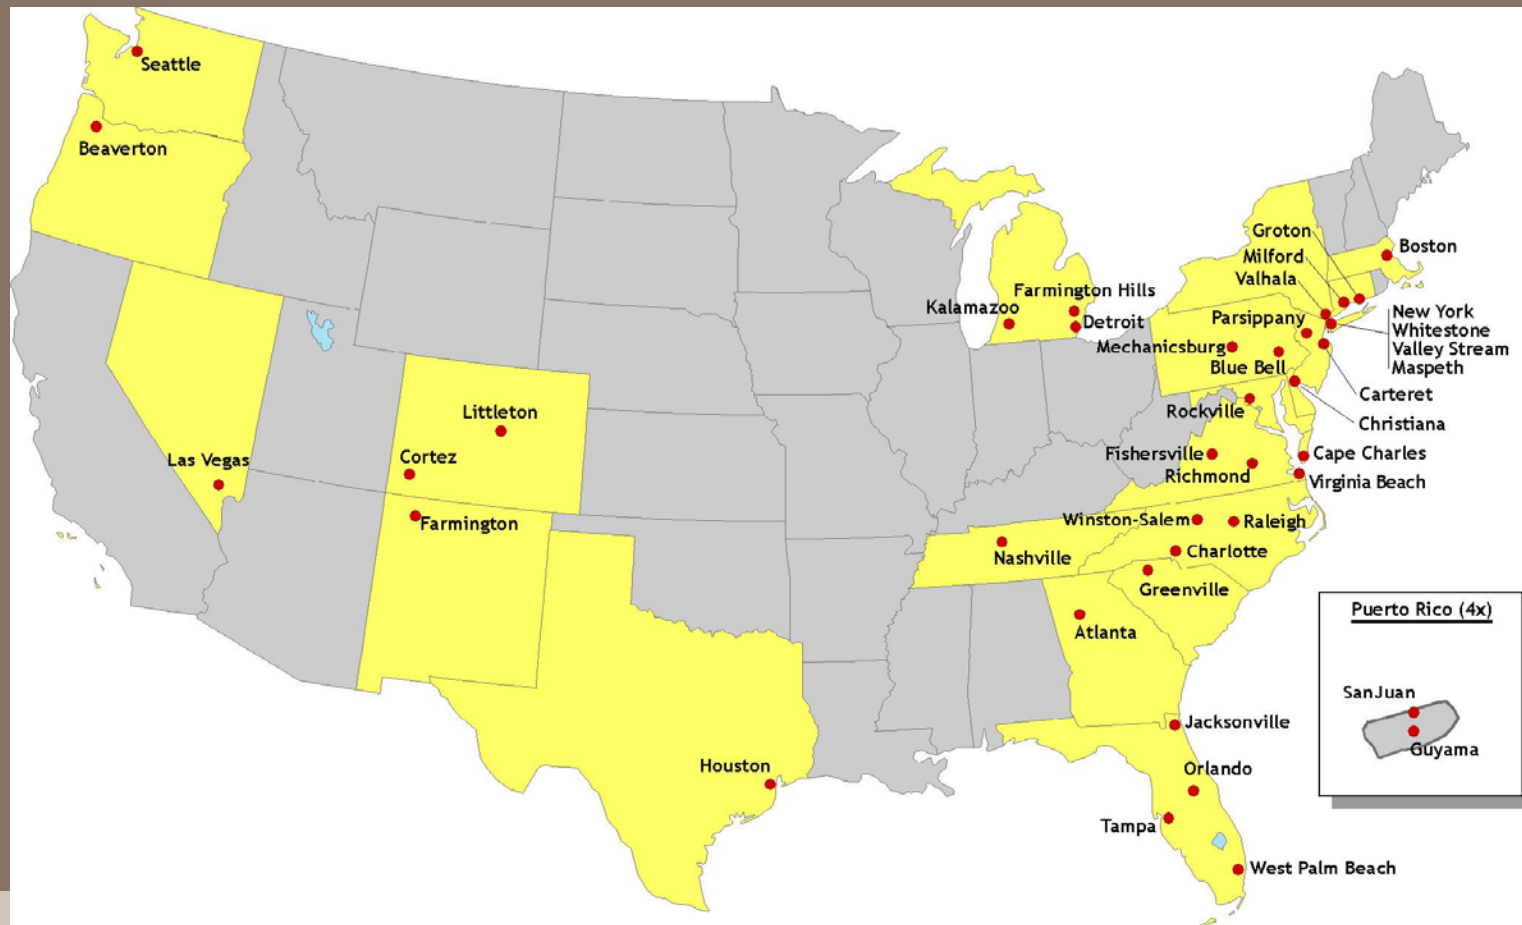 Seattle
Beaverton
Groton
Boston
Milford
Valhala
Farmington Hills
Kalamazoo
Detroit
Parsippany
New York
Whitestone
Valley Stream
Maspeth
Mechanicsburg
Blue Bell
Carteret
Littleton
Rockville
Christiana
Cortez
Las Vegas
Fishersville
Cape Charles
Richmond
Virginia Beach
Farmington
Winston-Salem
Raleigh
Nashville
Charlotte
Greenville
Puerto Rico (4x)
Atlanta
SanJuan
Jacksonville
Guyama
Houston
Orlando
Tampa
West Palm Beach